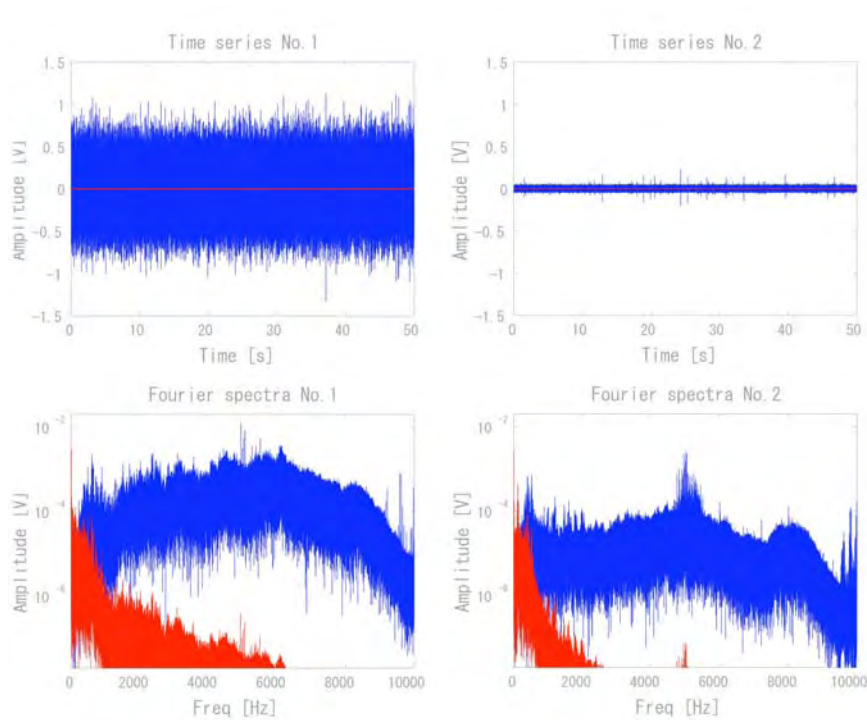 Time series No.1
Time series No.2
1.5
1
0.5
0
-0.5
-1
-1.5
Amplitude [V]
0 10 20 30 40 50
Time [s]
1.5
1
0.5
0
-0.5
-1
-1.5
Amplitude [V]
0 10 20 30 40 50
Time [s]
Fourier spectra No.1
Fourier spectra No.2
10⁻²
10⁻⁴
10⁻⁶
Amplitude [V]
0 2000 4000 6000 8000 10000
Freq [Hz]
10⁻²
10⁻⁴
Amplitude [V]
0 2000 4000 6000 8000 10000
Freq [Hz]